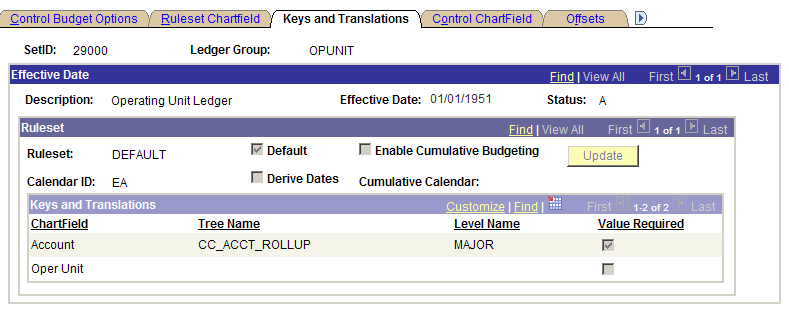 Control Budget Options Ruleset Chartfield Keys and Translations Control ChartField Offsets
SetID: 29000 Ledger Group: OPUNIT
Effective Date Find | View All First 1 of 1 Last
Description: Operating Unit Ledger Effective Date: 01/01/1951 Status: A
Ruleset Find | View All First 1 of 1 Last
Ruleset: DEFAULT Default Enable Cumulative Budgeting Update
Calendar ID: EA Derive Dates Cumulative Calendar:
Keys and Translations Customize | Find | First 1-2 of 2 Last
ChartField Tree Name Level Name Value Required
Account CC_ACCT_ROLLUP MAJOR
Oper Unit